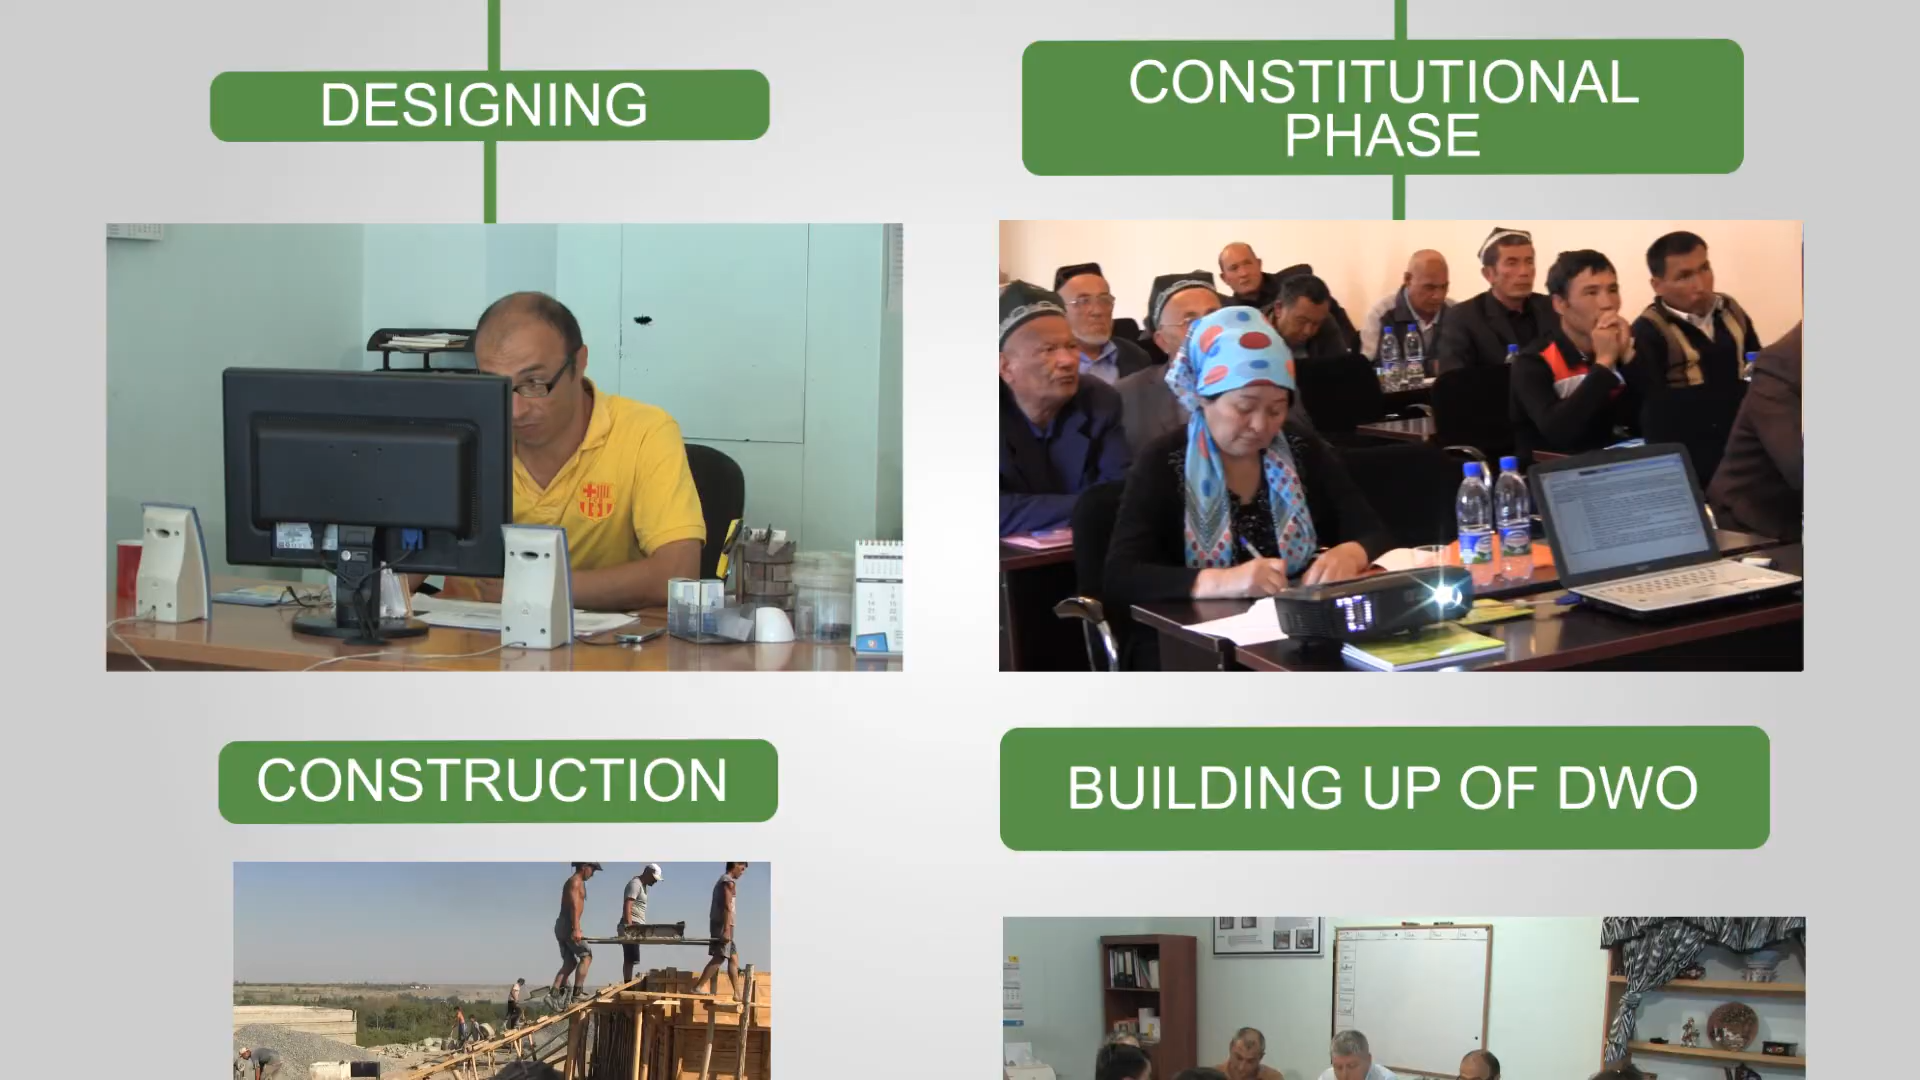 DESIGNING
CONSTITUTIONAL
PHASE
CONSTRUCTION
BUILDING UP OF DWO